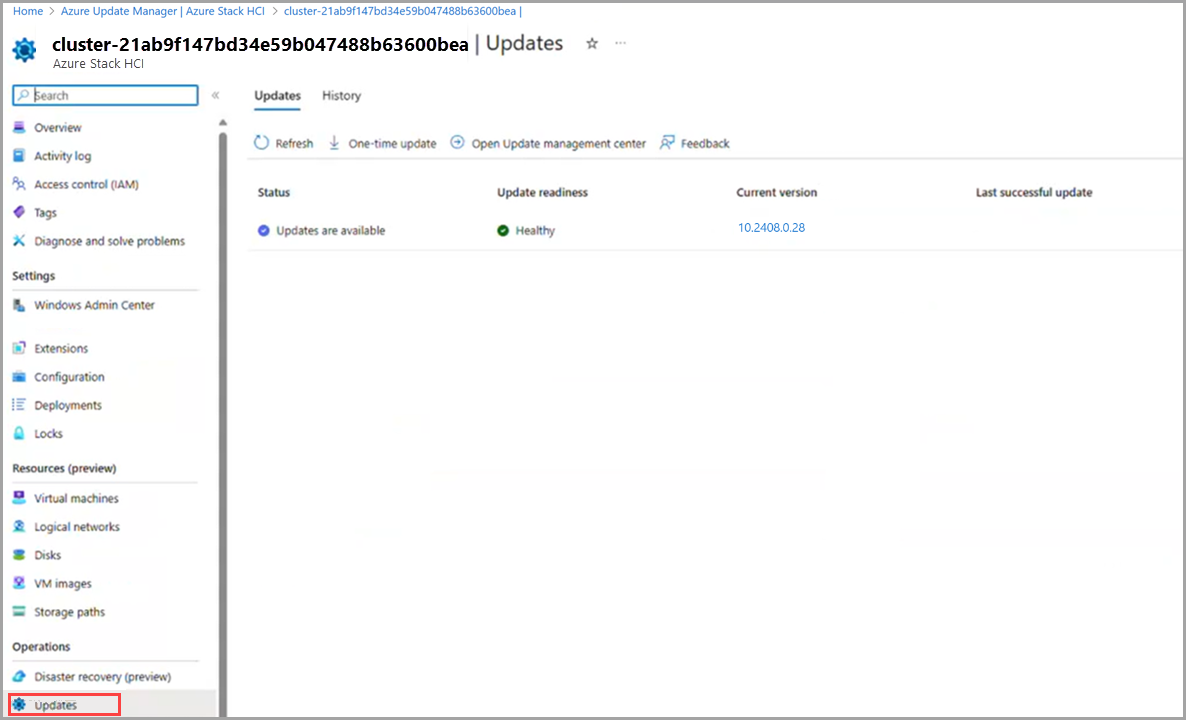 Home > Azure Update Manager | Azure Stack HCI > cluster-21ab9f147bd34e59b047488b63600bea |
cluster-21ab9f147bd34e59b047488b63600bea | Updates
Azure Stack HCI
Search
Overview
Activity log
Access control (IAM)
Tags
Diagnose and solve problems
Settings
Windows Admin Center
Extensions
Configuration
Deployments
Locks
Resources (preview)
Virtual machines
Logical networks
Disks
VM images
Storage paths
Operations
Disaster recovery (preview)
Updates
Updates History
Refresh One-time update Open Update management center Feedback
Status Update readiness Current version Last successful update
Updates are available Healthy 10.2408.0.28